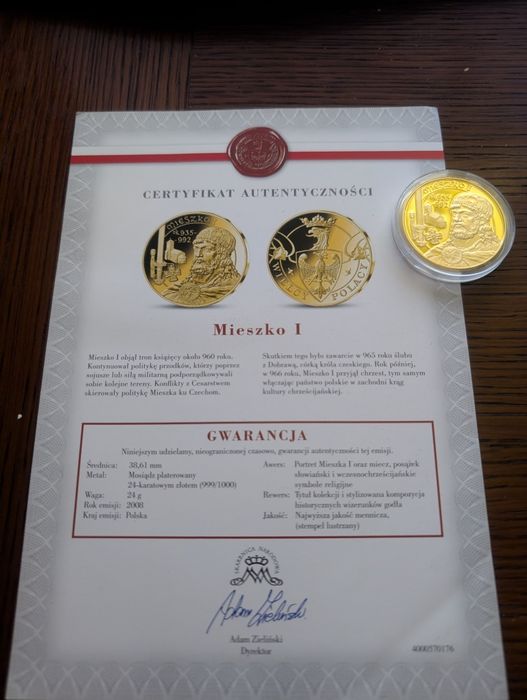 CERTYFIKAT AUTENTYCZNOŚCI
MIESZKO I
ok. 935-
992
WIELCY POLACY
Mieszko I
Mieszko I objął tron książęcy około 960 roku.
Kontynuował politykę przodków, którzy poprzez
sojusze lub siłą militarną podporządkowywali
sobie kolejne tereny. Konflikty z Cesarstwem
skierowały politykę Mieszka ku Czechom.
Skutkiem tego było zawarcie w 965 roku ślubu
z Dobrawą, córką króla czeskiego. Rok później,
w 966 roku, Mieszko I przyjął chrzest, tym samym
włączając państwo polskie w zachodni krąg
kultury chrześcijańskiej.
GWARANCJA
Niniejszym udzielamy, nieograniczonej czasowo, gwarancji autentyczności tej emisji.
Średnica: 38,61 mm
Metal: Mosiądz platerowany
24-karatowym złotem (999/1000)
Waga: 24 g
Rok emisji: 2008
Kraj emisji: Polska
Awers: Portret Mieszka I oraz miecz, posążek
słowiański i wczesnochrześcijańskie
symbole religijne
Rewers: Tytuł kolekcji i stylizowana kompozycja
historycznych wizerunków godła
Jakość: Najwyższa jakość mennicza,
(stempel lustrzany)
SKARBNICA NARODOWA
Adam Zieliński
Adam Zieliński
Dyrektor
4000570176